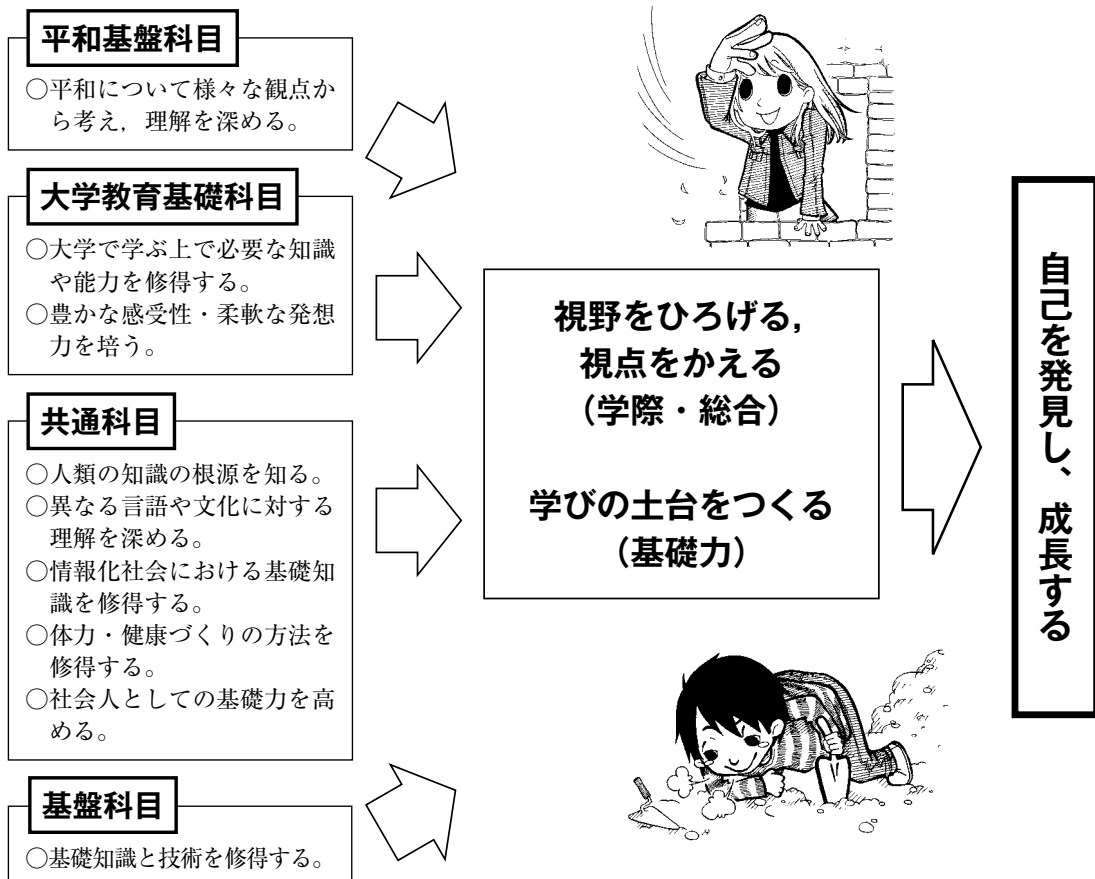 平和基盤科目
○平和について様々な観点か
ら考え，理解を深める。
大学教育基礎科目
○大学で学ぶ上で必要な知識
や能力を修得する。
○豊かな感受性・柔軟な発想
力を培う。
共通科目
○人類の知識の根源を知る。
○異なる言語や文化に対する
理解を深める。
○情報化社会における基礎知
識を修得する。
○体力・健康づくりの方法を
修得する。
○社会人としての基礎力を高
める。
基盤科目
○基礎知識と技術を修得する。
視野をひろげる，
視点をかえる
（学際・総合）
学びの土台をつくる
（基礎力）
自己を発見し、成長する